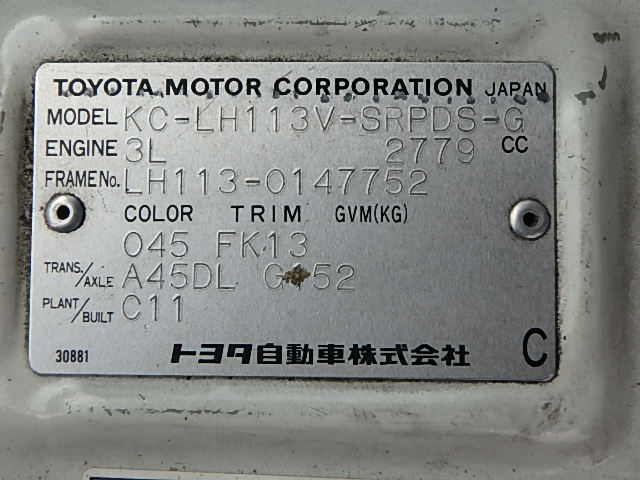 TOYOTA MOTOR CORPORATION JAPAN
MODEL KC-LH113V-SRPDS-G
ENGINE 3L 2779 CC
FRAME No. LH113-0147752
COLOR TRIM GVM(KG)
045 FK13
TRANS./AXLE A45DL
PLANT/BUILT C11
30881 トヨタ自動車株式会社 C